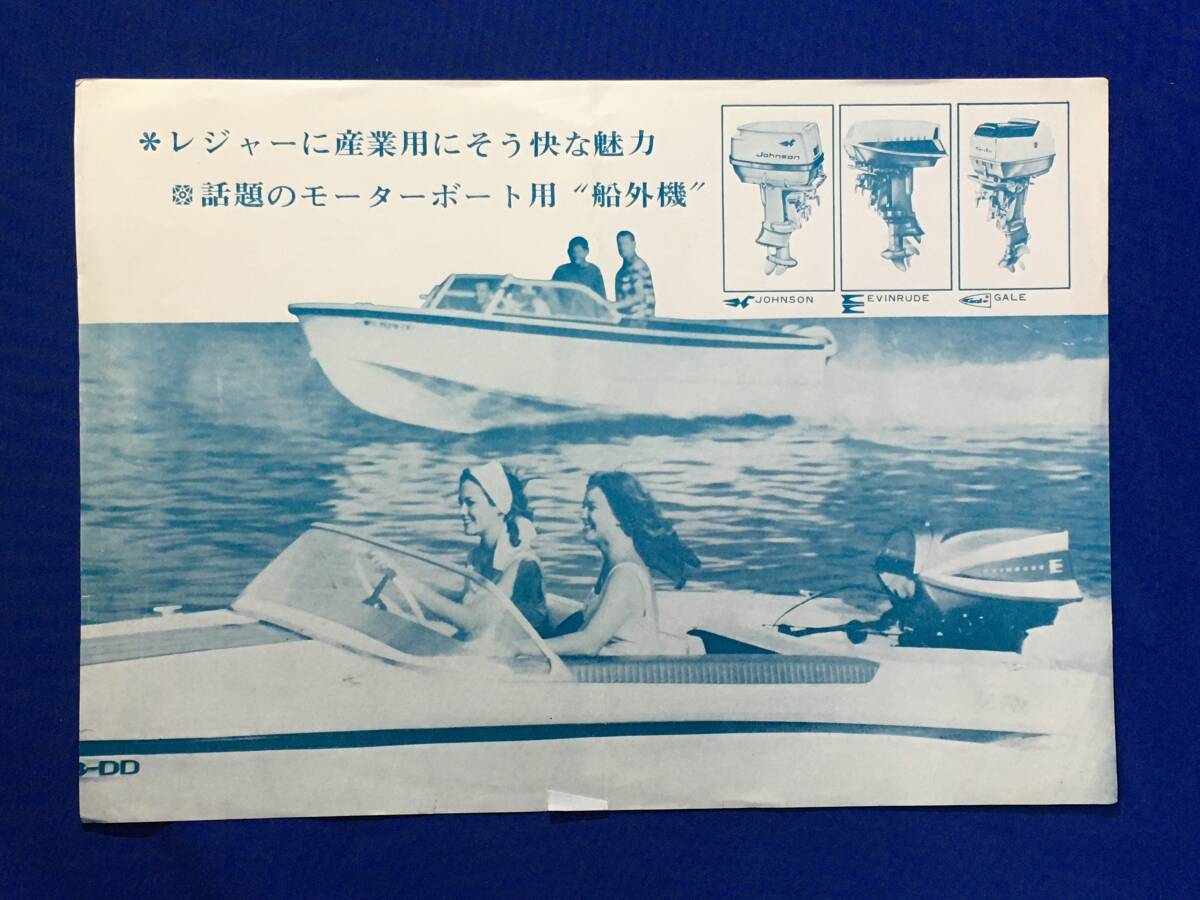 *レジャーに産業用にそう快な魅力
話題のモーターボート用“船外機”
Johnson
JOHNSON
EVINRUDE
Gale
GALE
E
-DD